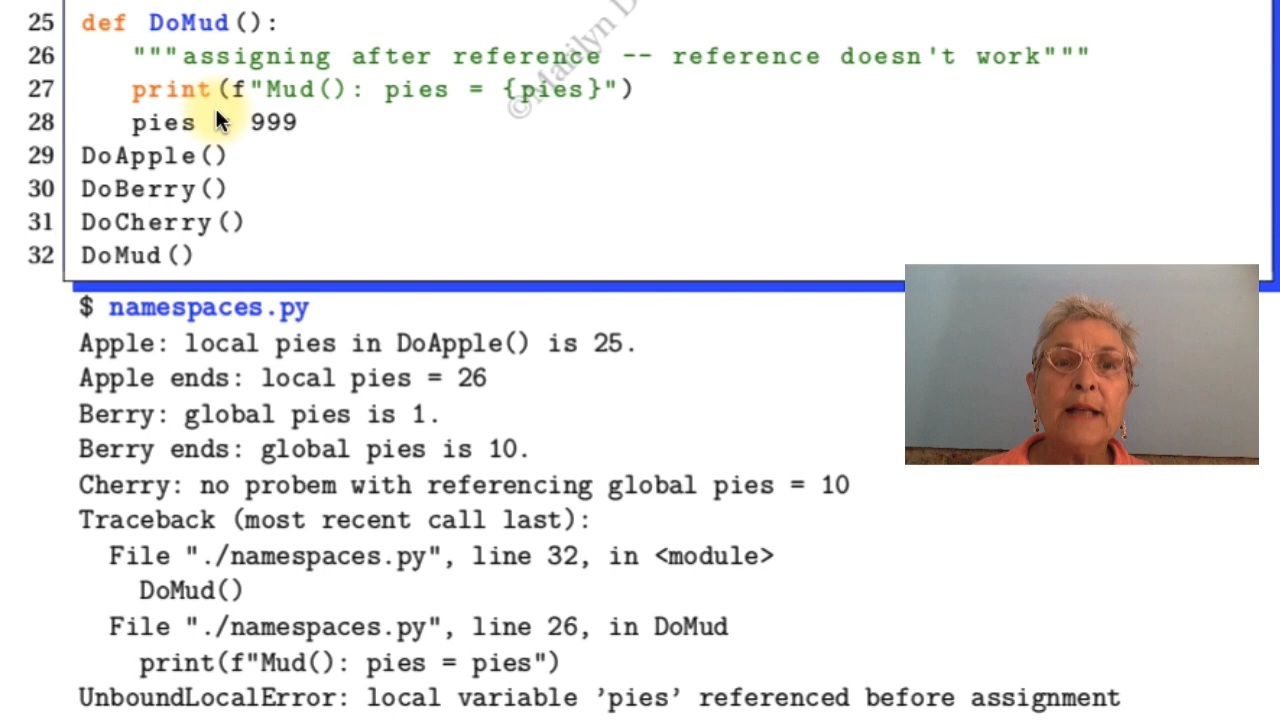 25 def DoMud():
26 """assigning after reference -- reference doesn't work"""
27 print(f"Mud(): pies = {pies}")
28 pies 999
29 DoApple()
30 DoBerry()
31 DoCherry()
32 DoMud()
©Marilyn D
$ namespaces.py
Apple: local pies in DoApple() is 25.
Apple ends: local pies = 26
Berry: global pies is 1.
Berry ends: global pies is 10.
Cherry: no probem with referencing global pies = 10
Traceback (most recent call last):
File "./namespaces.py", line 32, in <module>
DoMud()
File "./namespaces.py", line 26, in DoMud
print(f"Mud(): pies = pies")
UnboundLocalError: local variable ’pies’ referenced before assignment